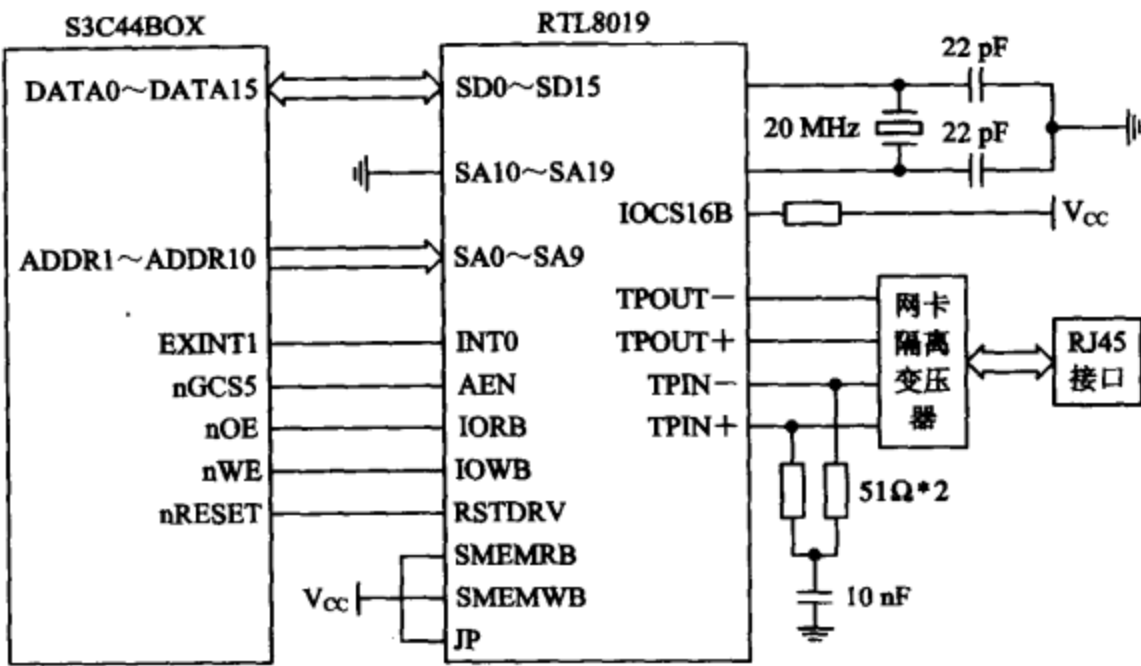 S3C44BOX
RTL8019
DATA0～DATA15
SD0～SD15
22 pF
20 MHz
22 pF
SA10～SA19
IOCS16B
VCC
ADDR1～ADDR10
SA0～SA9
TPOUT－
网卡
EXINT1
INT0
TPOUT＋
隔离
RJ45
nGCS5
AEN
TPIN－
变压
接口
nOE
IORB
TPIN＋
器
nWE
IOWB
51Ω*2
nRESET
RSTDRV
SMEMRB
VCC
SMEMWB
10 nF
JP